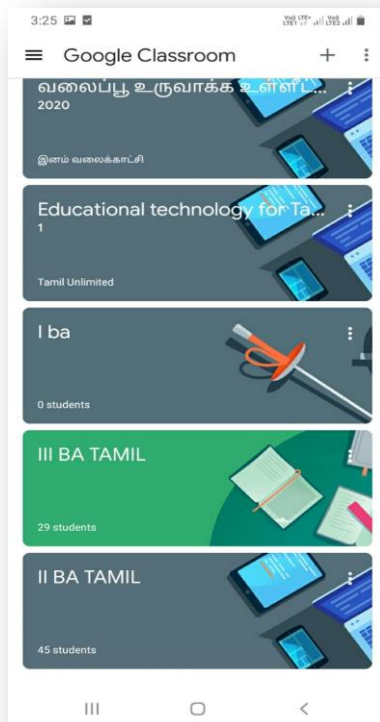 3:25
Google Classroom
வலைப்பூ உருவாக்க உள்ளீட்...
2020
இனம் வலைக்காட்சி
Educational technology for Ta...
1
Tamil Unlimited
I ba
0 students
III BA TAMIL
29 students
II BA TAMIL
45 students